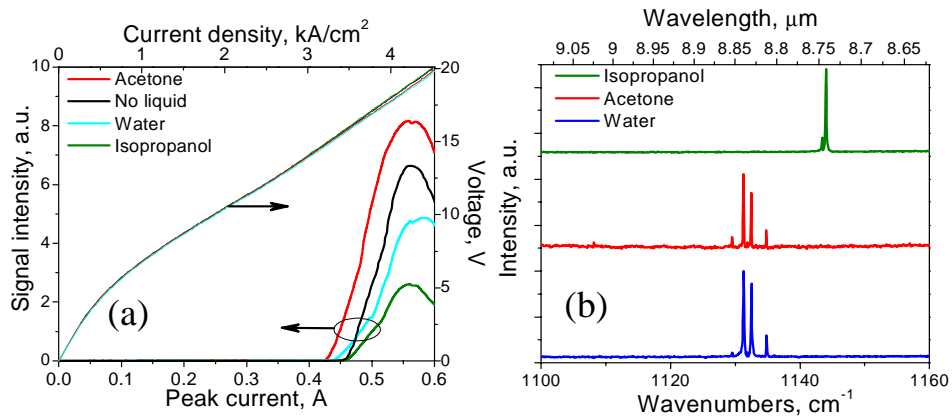 Current density, kA/cm2
0 1 2 3 4
Signal intensity, a.u.
10
8
6
4
2
0
Acetone
No liquid
Water
Isopropanol
(a)
20
15
10
5
0
Voltage, V
0.0 0.1 0.2 0.3 0.4 0.5 0.6
Peak current, A
Wavelength, μm
9.05 9 8.95 8.9 8.85 8.8 8.75 8.7 8.65
Intensity, a.u.
Isopropanol
Acetone
Water
(b)
1100 1120 1140 1160
Wavenumbers, cm-1